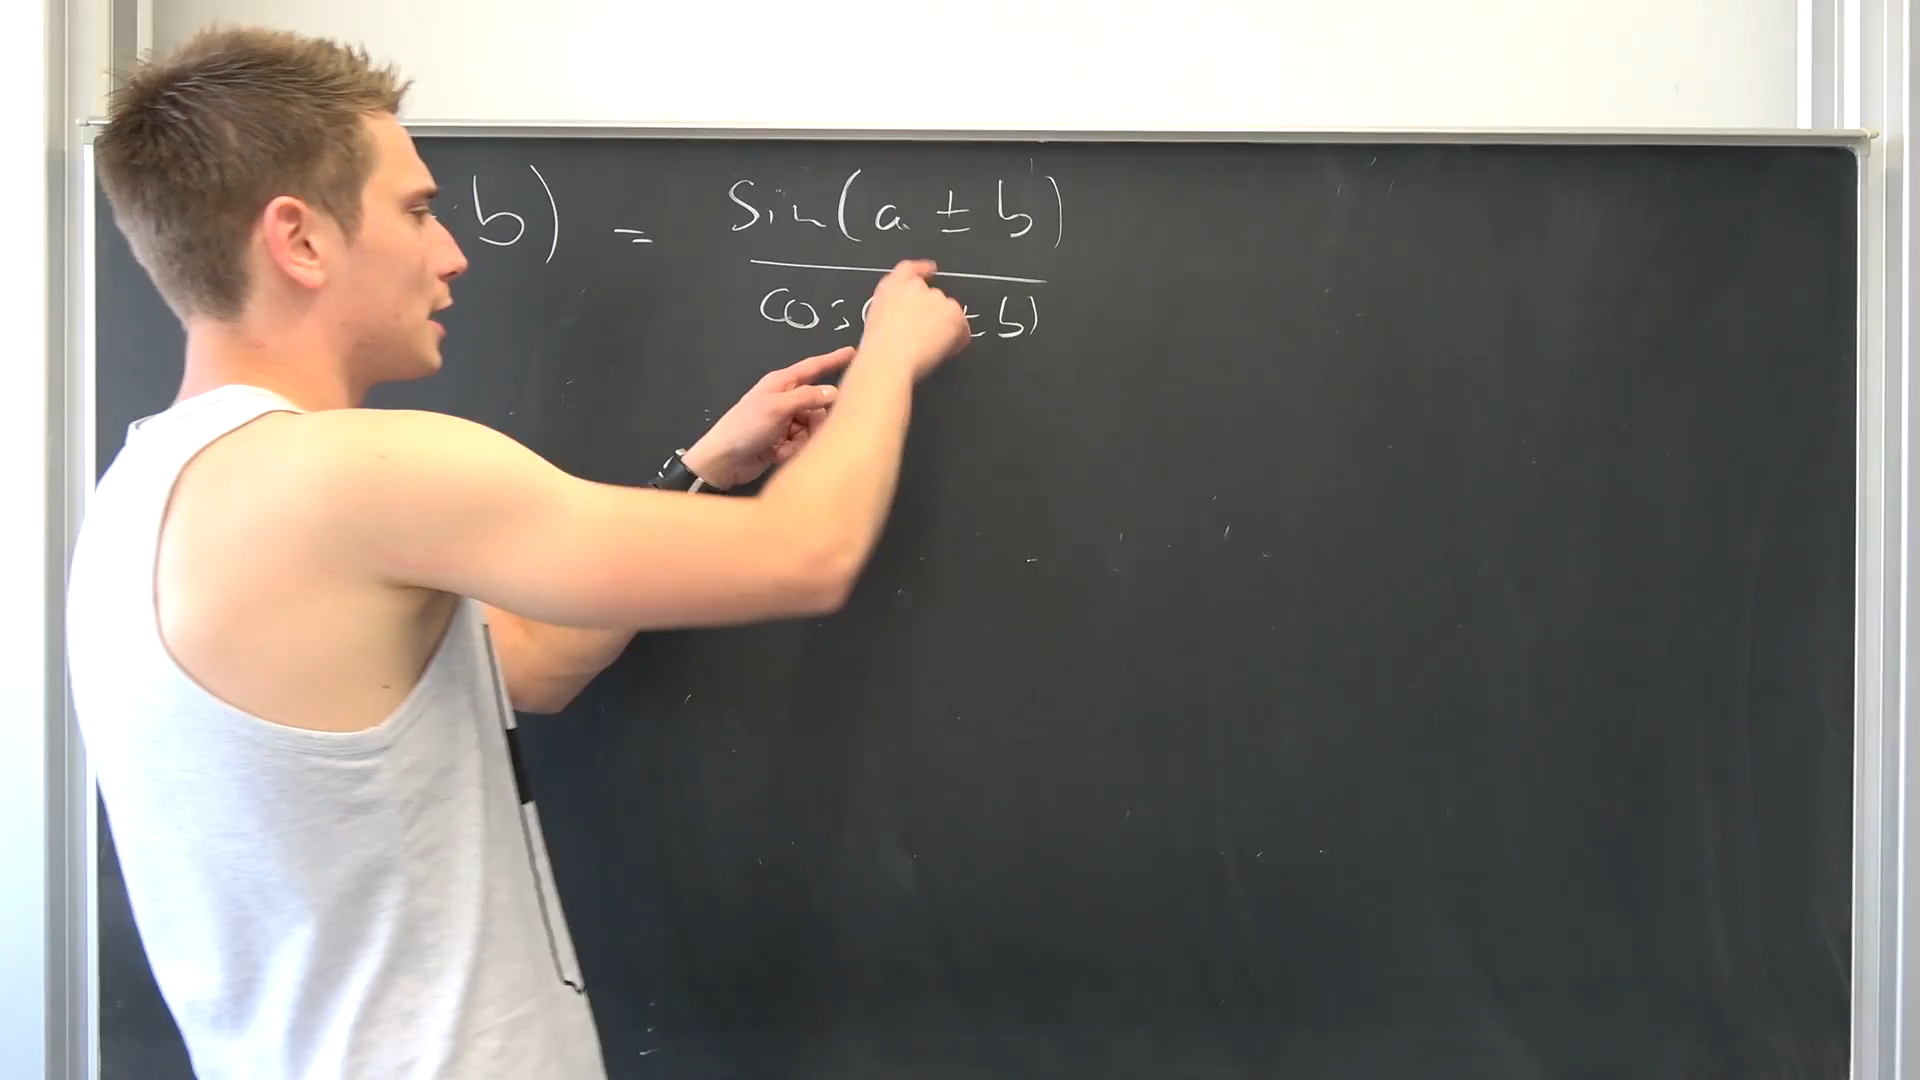 b) = sin(a ± b)
cos( ± b)